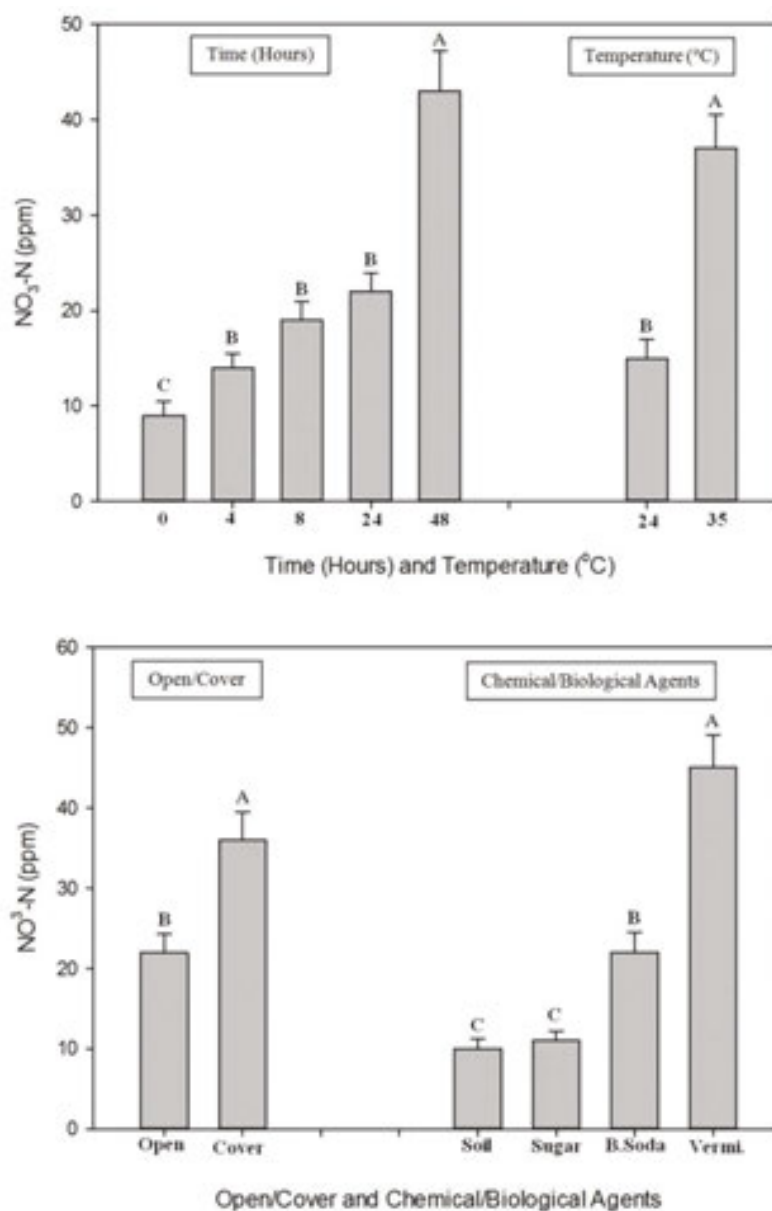 Time (Hours)
Temperature (°C)
50
40
30
20
10
0
NO₃-N (ppm)
C
B
B
B
A
B
A
0 4 8 24 48 24 35
Time (Hours) and Temperature (°C)
Open/Cover
Chemical/Biological Agents
60
50
40
30
20
10
0
NO³-N (ppm)
B
A
C
C
B
A
Open Cover Soil Sugar B.Soda Vermi.
Open/Cover and Chemical/Biological Agents